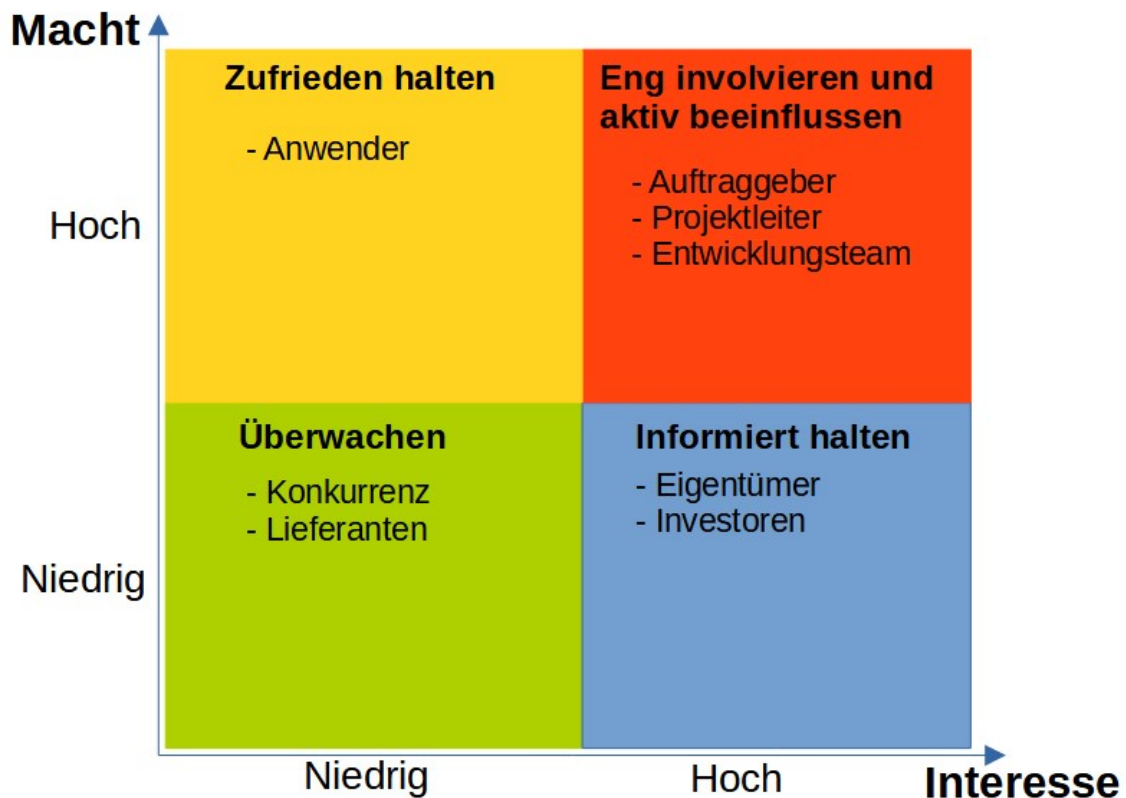 Macht
Zufrieden halten
- Anwender
Eng involvieren und
aktiv beeinflussen
- Auftraggeber
- Projektleiter
- Entwicklungsteam
Hoch
Überwachen
- Konkurrenz
- Lieferanten
Informiert halten
- Eigentümer
- Investoren
Niedrig
Niedrig
Hoch
Interesse